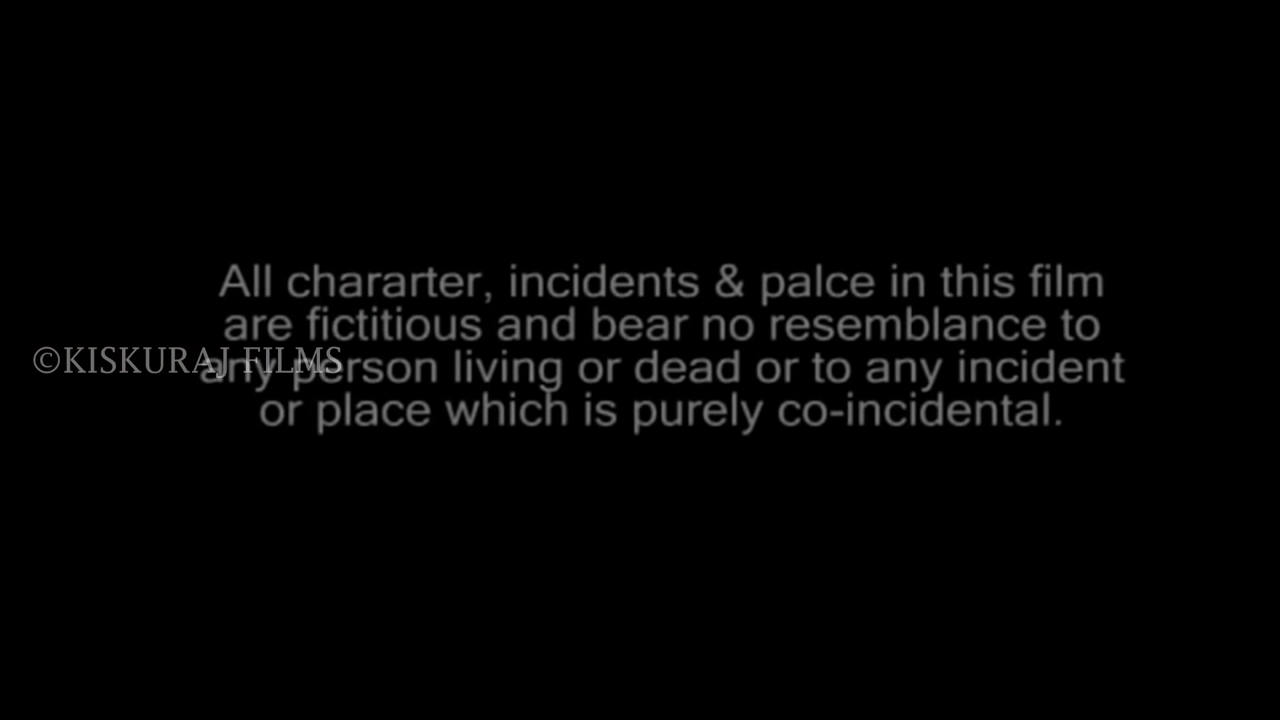 All chararter, incidents & palce in this film
are fictitious and bear no resemblance to
©KISKURAJ FILMS
any person living or dead or to any incident
or place which is purely co-incidental.